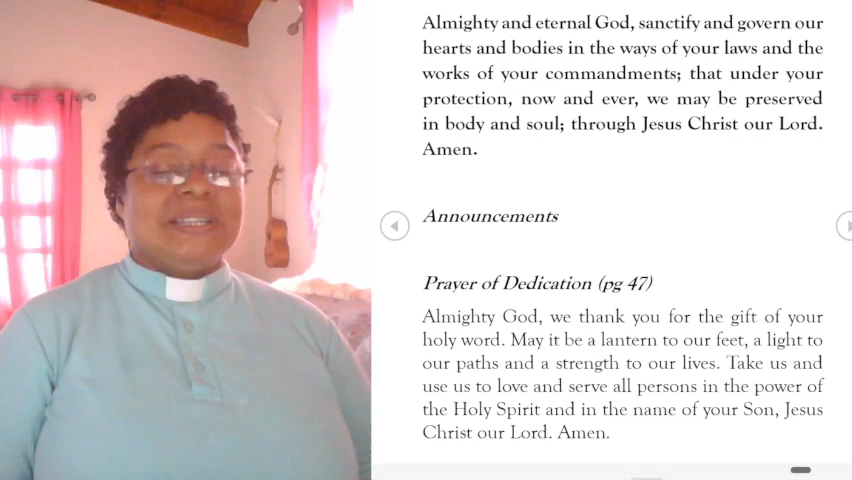 Almighty and eternal God, sanctify and govern our
hearts and bodies in the ways of your laws and the
works of your commandments; that under your
protection, now and ever, we may be preserved
in body and soul; through Jesus Christ our Lord.
Amen.
Announcements
Prayer of Dedication (pg 47)
Almighty God, we thank you for the gift of your
holy word. May it be a lantern to our feet, a light to
our paths and a strength to our lives. Take us and
use us to love and serve all persons in the power of
the Holy Spirit and in the name of your Son, Jesus
Christ our Lord. Amen.